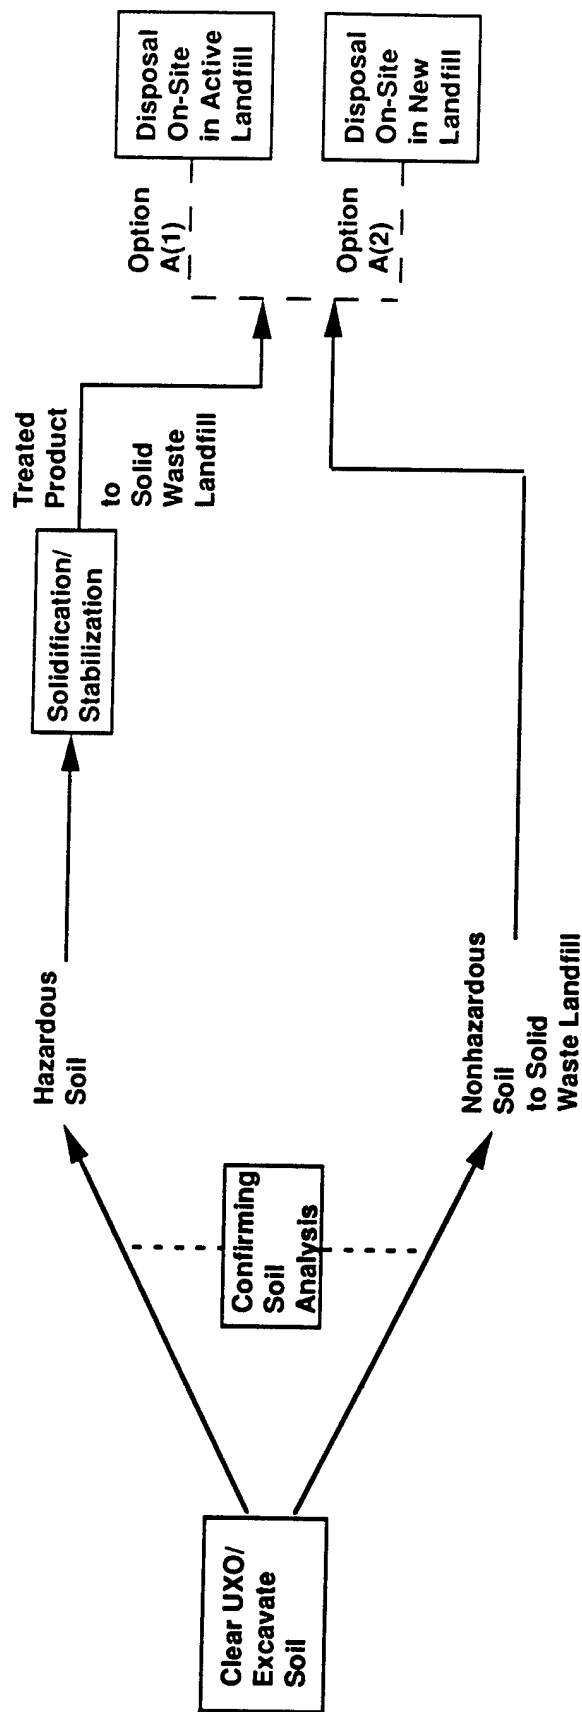 Clear UXO/
Excavate
Soil
Confirming
Soil
Analysis
Hazardous
Soil
Nonhazardous
Soil
to Solid
Waste Landfill
Solidification/
Stabilization
Treated
Product
to
Solid
Waste
Landfill
Option
A(1)
Option
A(2)
Disposal
On-Site
in Active
Landfill
Disposal
On-Site
in New
Landfill